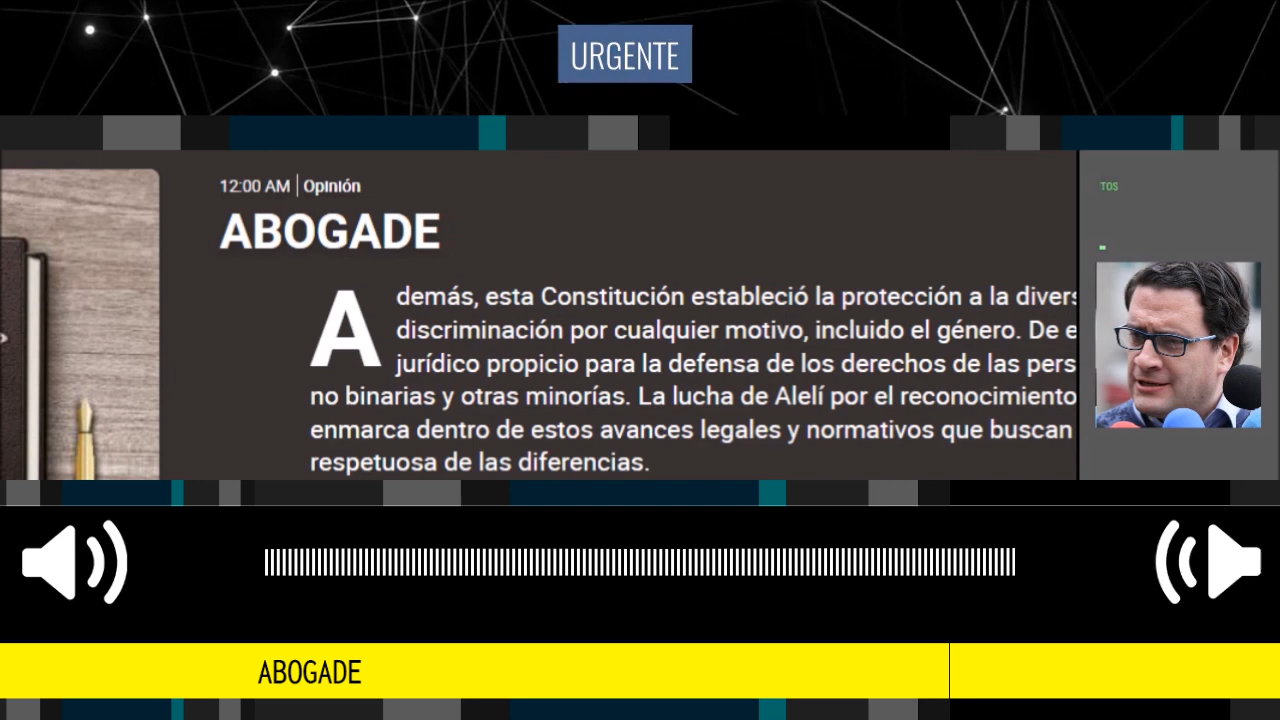 URGENTE
12:00 AM | Opinión
ABOGADE
TOS
Además, esta Constitución estableció la protección a la divers
discriminación por cualquier motivo, incluido el género. De e
jurídico propicio para la defensa de los derechos de las pers
no binarias y otras minorías. La lucha de Alelí por el reconocimiento
enmarca dentro de estos avances legales y normativos que buscan
respetuosa de las diferencias.
ABOGADE